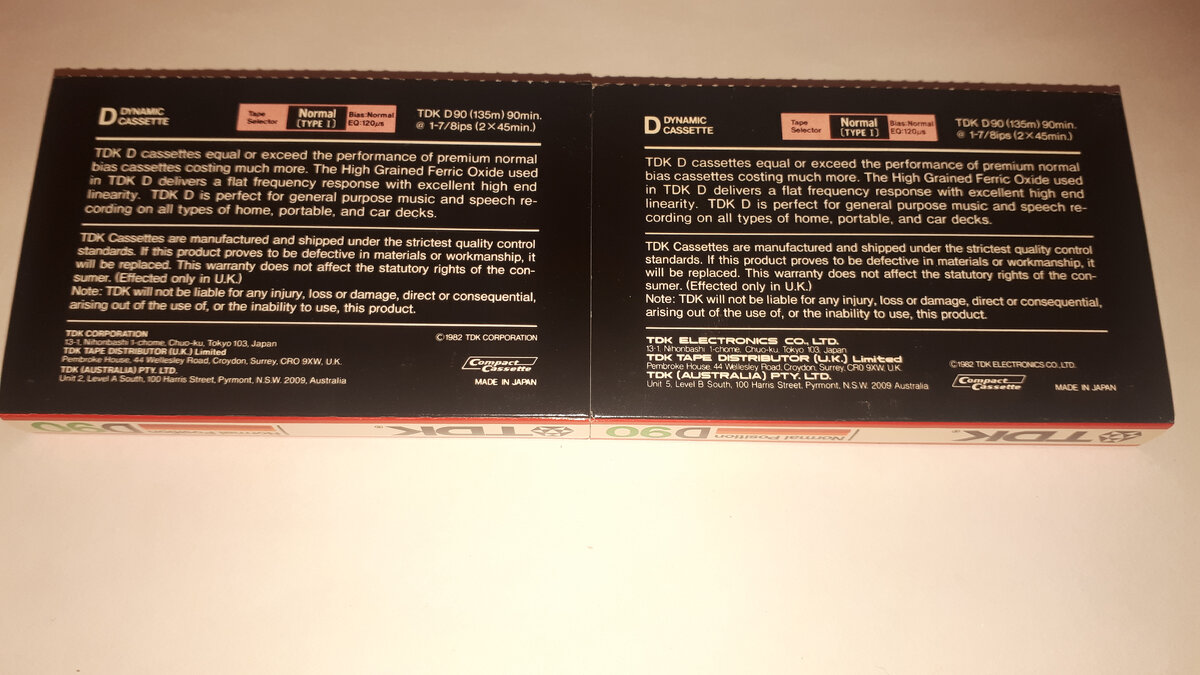 D DYNAMIC CASSETTE
Tape Selector Normal (TYPE I) Bias:Normal EQ:120µs
TDK D90 (135m) 90min.
@ 1-7/8ips (2×45min.)
TDK D cassettes equal or exceed the performance of premium normal
bias cassettes costing much more. The High Grained Ferric Oxide used
in TDK D delivers a flat frequency response with excellent high end
linearity. TDK D is perfect for general purpose music and speech re-
cording on all types of home, portable, and car decks.
TDK Cassettes are manufactured and shipped under the strictest quality control
standards. If this product proves to be defective in materials or workmanship, it
will be replaced. This warranty does not affect the statutory rights of the con-
sumer. (Effected only in U.K.)
Note: TDK will not be liable for any injury, loss or damage, direct or consequential,
arising out of the use of, or the inability to use, this product.
TDK CORPORATION
13-1, Nihonbashi 1-chome, Chuo-ku, Tokyo 103, Japan
TDK TAPE DISTRIBUTOR (U.K.) Limited
Pembroke House, 44 Wellesley Road, Croydon, Surrey, CR0 9XW, U.K.
TDK (AUSTRALIA) PTY. LTD.
Unit 2, Level A South, 100 Harris Street, Pyrmont, N.S.W. 2009, Australia
©1982 TDK CORPORATION
Compact Cassette
MADE IN JAPAN
D90 Normal Position TDK®
D DYNAMIC CASSETTE
Tape Selector Normal (TYPE I) Bias:Normal EQ:120µs
TDK D90 (135m) 90min.
@ 1-7/8ips (2×45min.)
TDK D cassettes equal or exceed the performance of premium normal
bias cassettes costing much more. The High Grained Ferric Oxide used
in TDK D delivers a flat frequency response with excellent high end
linearity. TDK D is perfect for general purpose music and speech re-
cording on all types of home, portable, and car decks.
TDK Cassettes are manufactured and shipped under the strictest quality control
standards. If this product proves to be defective in materials or workmanship, it
will be replaced. This warranty does not affect the statutory rights of the con-
sumer. (Effected only in U.K.)
Note: TDK will not be liable for any injury, loss or damage, direct or consequential,
arising out of the use of, or the inability to use, this product.
TDK ELECTRONICS CO., LTD.
13-1, Nihonbashi 1-chome, Chuo-ku, Tokyo 103, Japan
TDK TAPE DISTRIBUTOR (U.K.) Limited
Pembroke House, 44 Wellesley Road, Croydon, Surrey, CR0 9XW, U.K.
TDK (AUSTRALIA) PTY. LTD.
Unit 5, Level B South, 100 Harris Street, Pyrmont, N.S.W. 2009 Australia
©1982 TDK ELECTRONICS CO., LTD.
Compact Cassette
MADE IN JAPAN
D90 Normal Position TDK®